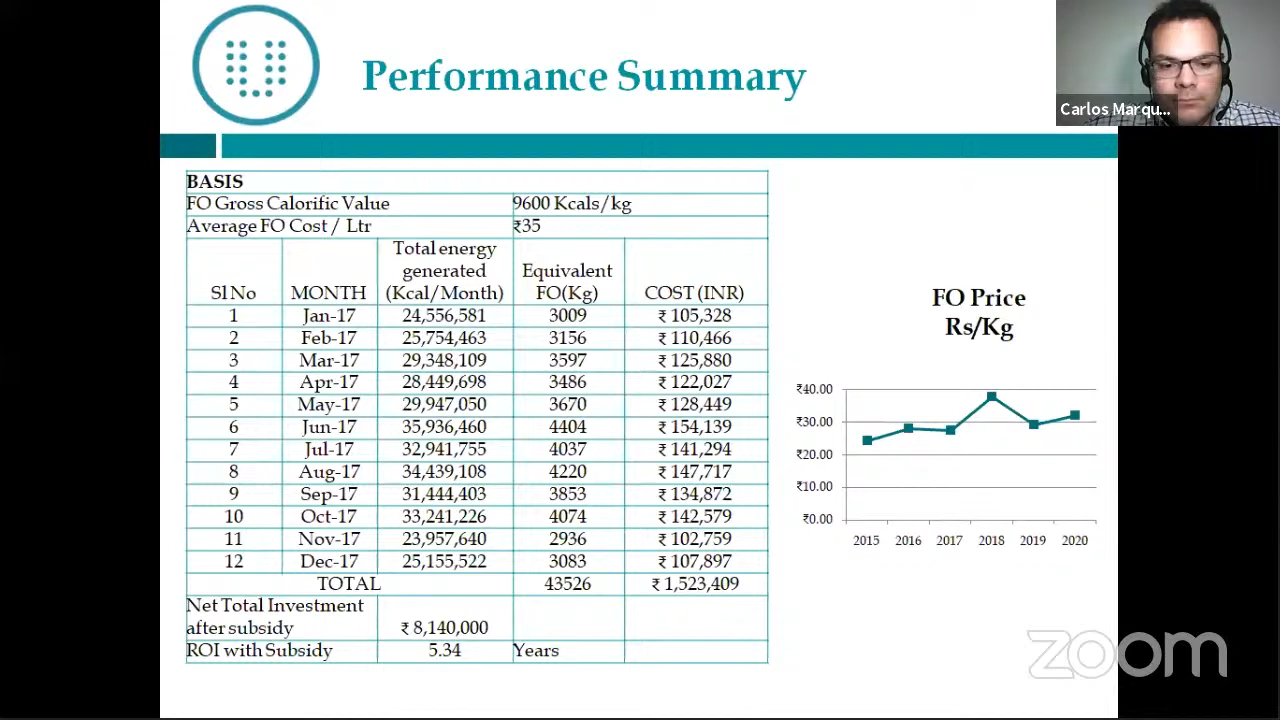 Performance Summary
Carlos Marqu...
BASIS
FO Gross Calorific Value 9600 Kcals/kg
Average FO Cost / Ltr ₹35
Sl No MONTH Total energy generated (Kcal/Month) Equivalent FO(Kg) COST (INR)
1 Jan-17 24,556,581 3009 ₹ 105,328
2 Feb-17 25,754,463 3156 ₹ 110,466
3 Mar-17 29,348,109 3597 ₹ 125,880
4 Apr-17 28,449,698 3486 ₹ 122,027
5 May-17 29,947,050 3670 ₹ 128,449
6 Jun-17 35,936,460 4404 ₹ 154,139
7 Jul-17 32,941,755 4037 ₹ 141,294
8 Aug-17 34,439,108 4220 ₹ 147,717
9 Sep-17 31,444,403 3853 ₹ 134,872
10 Oct-17 33,241,226 4074 ₹ 142,579
11 Nov-17 23,957,640 2936 ₹ 102,759
12 Dec-17 25,155,522 3083 ₹ 107,897
TOTAL 43526 ₹ 1,523,409
Net Total Investment
after subsidy ₹ 8,140,000
ROI with Subsidy 5.34 Years
FO Price
Rs/Kg
₹40.00
₹30.00
₹20.00
₹10.00
₹0.00
2015 2016 2017 2018 2019 2020
zoom